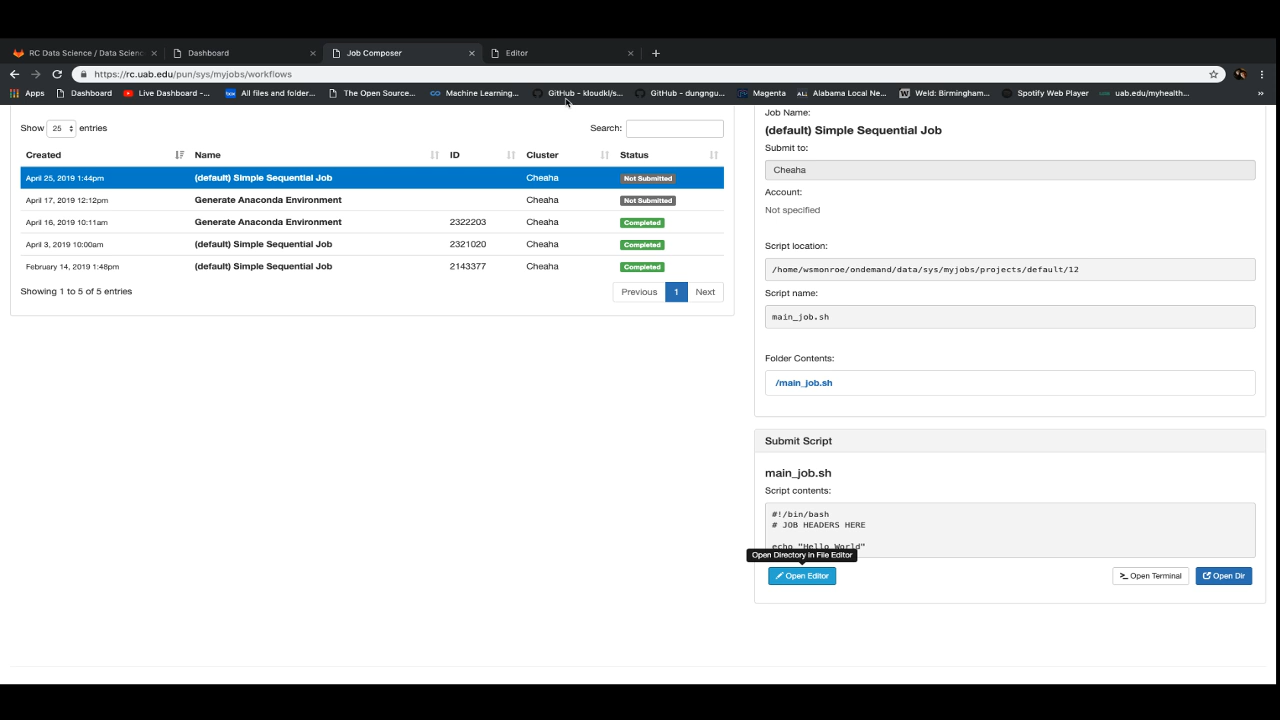 RC Data Science / Data Scien
Dashboard
Job Composer
Editor
https://rc.uab.edu/pun/sys/myjobs/workflows
Apps
Dashboard
Live Dashboard -...
All files and folder...
The Open Source...
Machine Learning...
GitHub - kloudkl/s...
GitHub - dungngu...
Magenta
Alabama Local Ne...
Weld: Birmingham...
Spotify Web Player
uab.edu/myhealth...
»
Show 25 entries
Search:
Created Name ID Cluster Status
April 25, 2019 1:44pm (default) Simple Sequential Job Cheaha Not Submitted
April 17, 2019 12:12pm Generate Anaconda Environment Cheaha Not Submitted
April 16, 2019 10:11am Generate Anaconda Environment 2322203 Cheaha Completed
April 3, 2019 10:00am (default) Simple Sequential Job 2321020 Cheaha Completed
February 14, 2019 1:48pm (default) Simple Sequential Job 2143377 Cheaha Completed
Showing 1 to 5 of 5 entries
Previous 1 Next
Job Name:
(default) Simple Sequential Job
Submit to:
Cheaha
Account:
Not specified
Script location:
/home/wsmonroe/ondemand/data/sys/myjobs/projects/default/12
Script name:
main_job.sh
Folder Contents:
/main_job.sh
Submit Script
main_job.sh
Script contents:
#!/bin/bash
# JOB HEADERS HERE
echo "Hello World"
Open Directory in File Editor
Open Editor
>_ Open Terminal
Open Dir